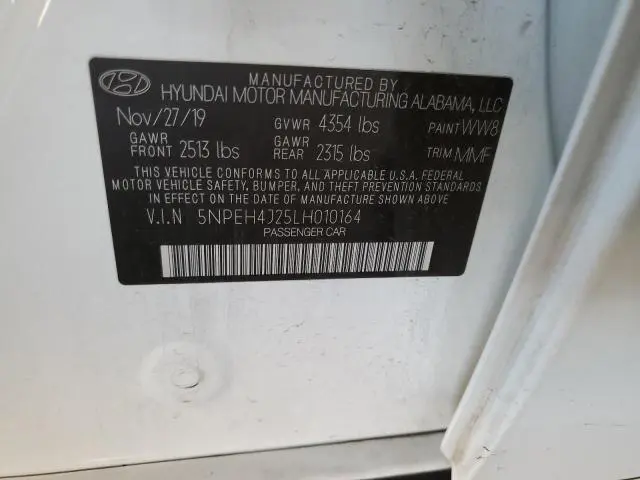 MANUFACTURED BY
HYUNDAI MOTOR MANUFACTURING ALABAMA, LLC
Nov/27/19 GVWR 4354 lbs PAINT WW8
GAWR FRONT 2513 lbs GAWR REAR 2315 lbs TRIM MMF
THIS VEHICLE CONFORMS TO ALL APPLICABLE U.S.A. FEDERAL
MOTOR VEHICLE SAFETY, BUMPER, AND THEFT PREVENTION
STANDARDS IN EFFECT ON THE DATE OF MANUFACTURE SHOWN ABOVE
V.I.N 5NPEH4J25LH010164
PASSENGER CAR